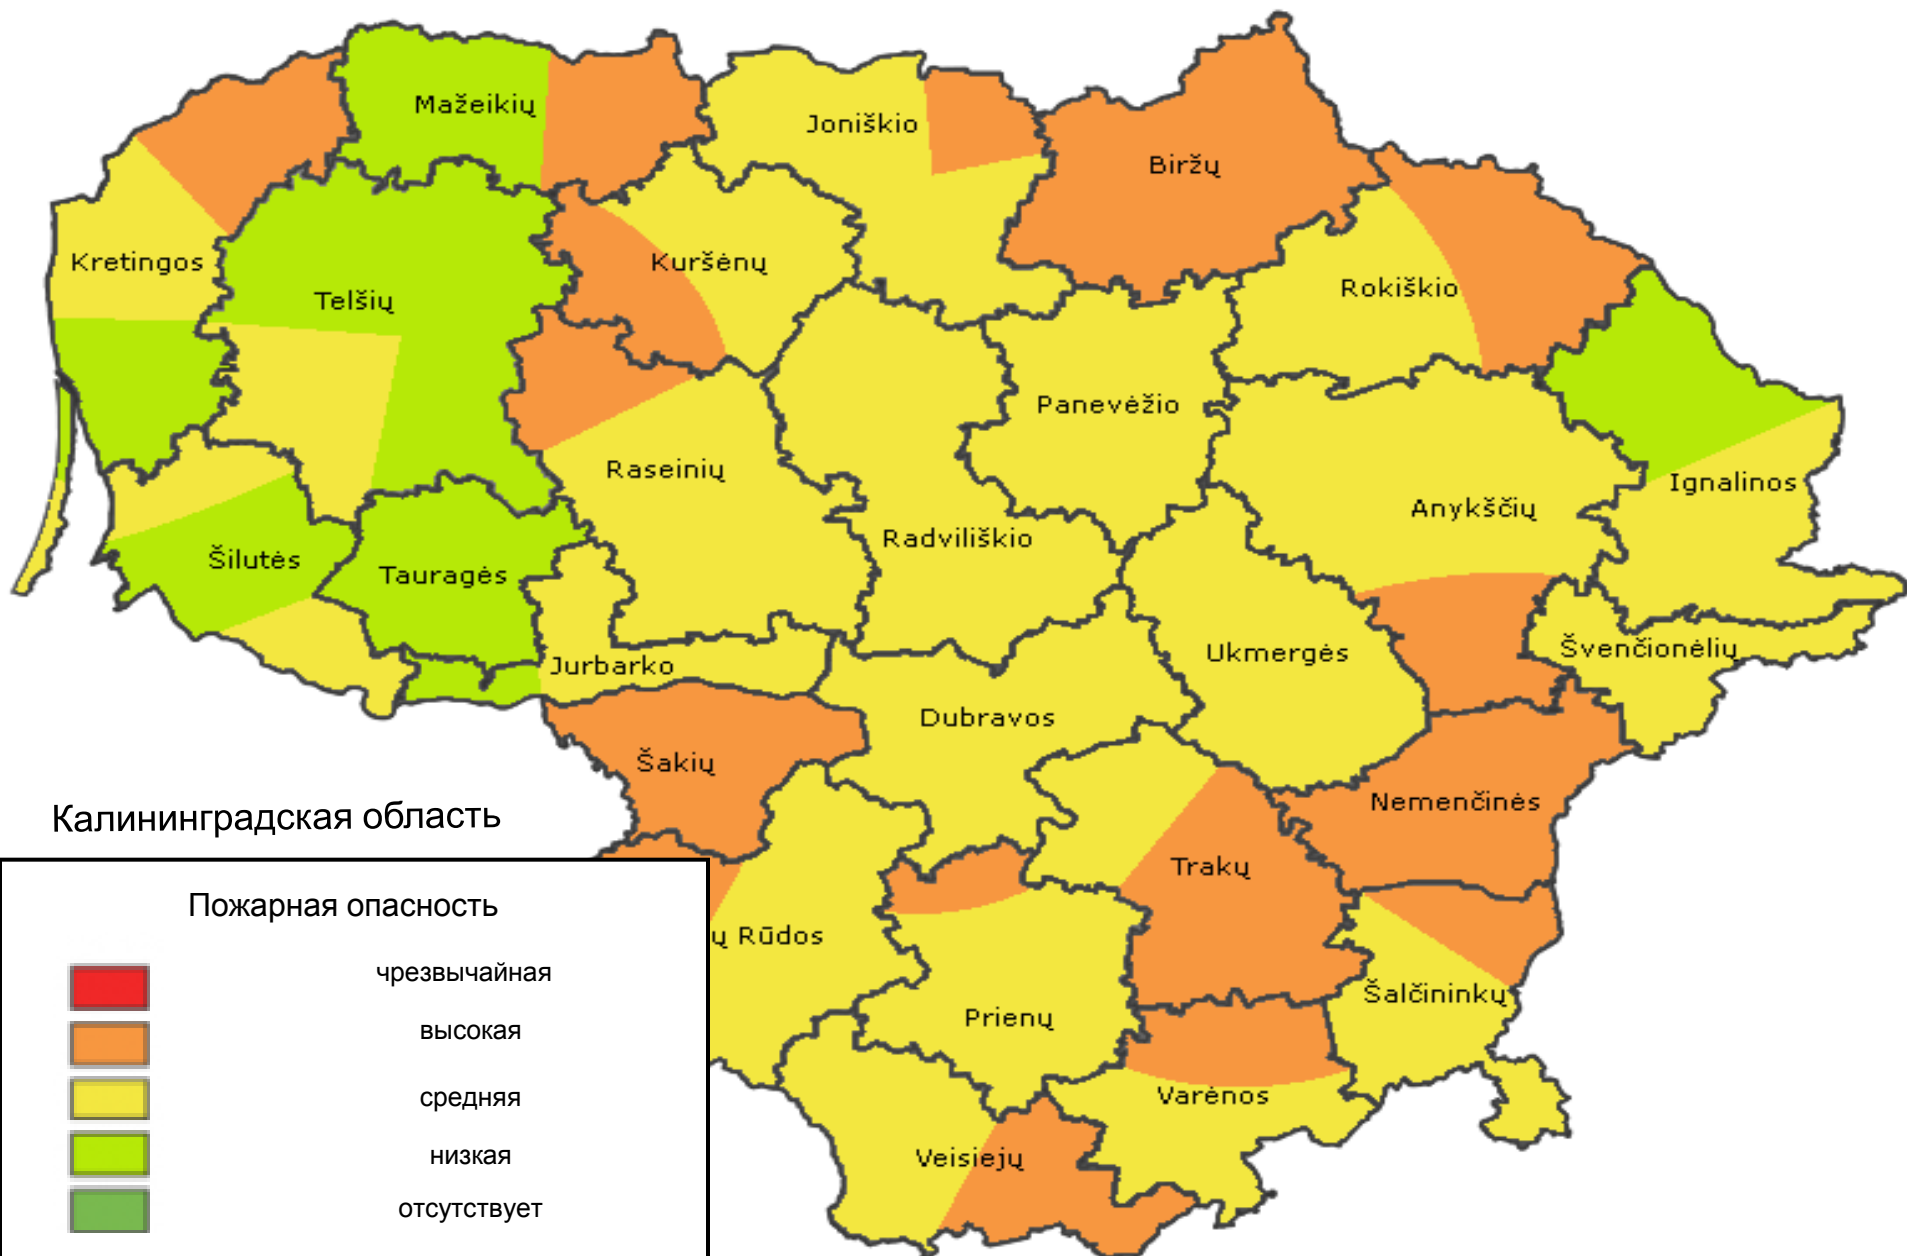 Mažeikių
Joniškio
Biržų
Kretingos
Telšių
Kuršėnų
Rokiškio
Panevėžio
Raseinių
Ignalinos
Anykščių
Radviliškio
Šilutės
Tauragės
Jurbarko
Ukmergės
Švenčionėlių
Dubravos
Šakių
Nemenčinės
Trakų
ų Rūdos
Šalčininkų
Prienų
Varėnos
Veisiejų
Калининградская область
Пожарная опасность
чрезвычайная
высокая
средняя
низкая
отсутствует